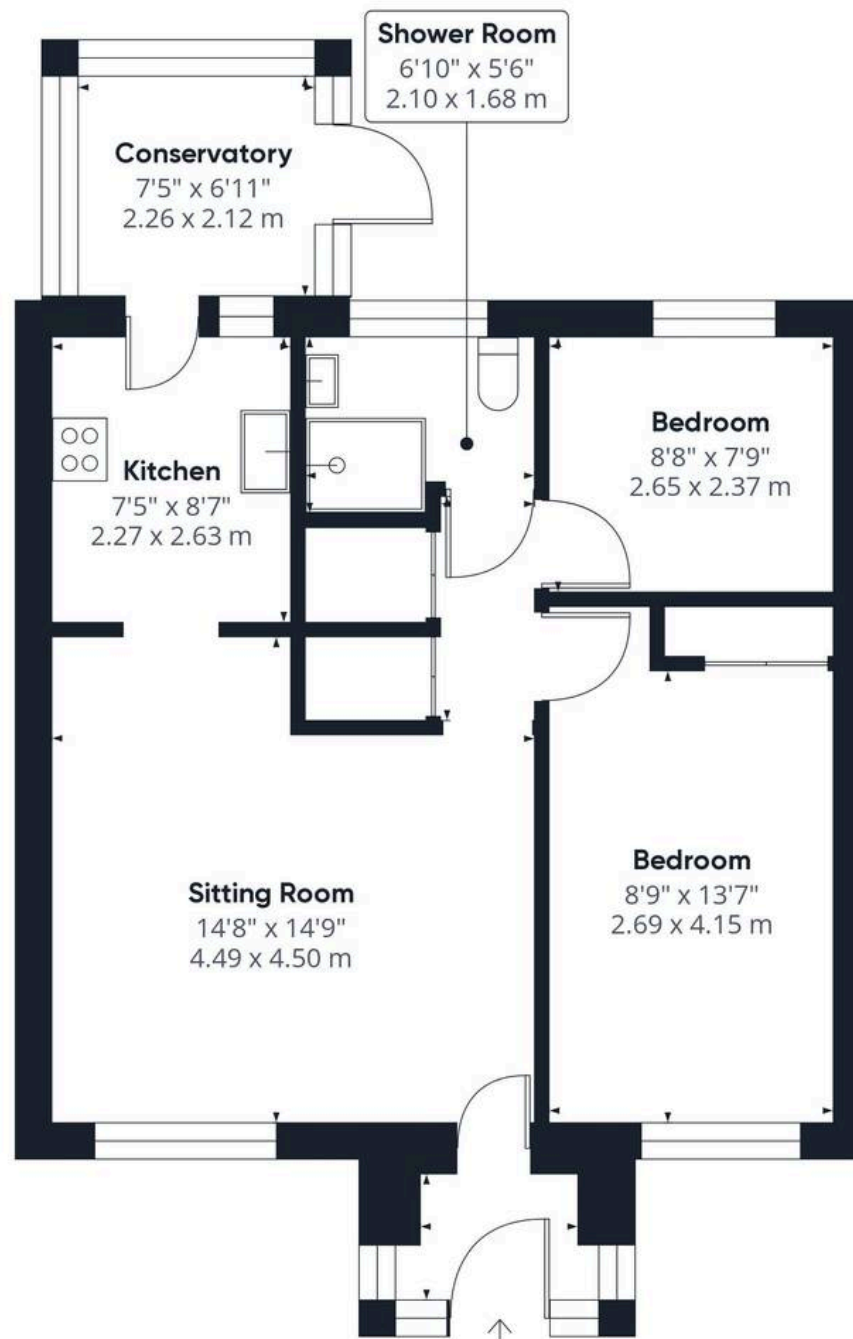 Shower Room
6'10" x 5'6"
2.10 x 1.68 m
Conservatory
7'5" x 6'11"
2.26 x 2.12 m
Kitchen
7'5" x 8'7"
2.27 x 2.63 m
Bedroom
8'8" x 7'9"
2.65 x 2.37 m
Sitting Room
14'8" x 14'9"
4.49 x 4.50 m
Bedroom
8'9" x 13'7"
2.69 x 4.15 m